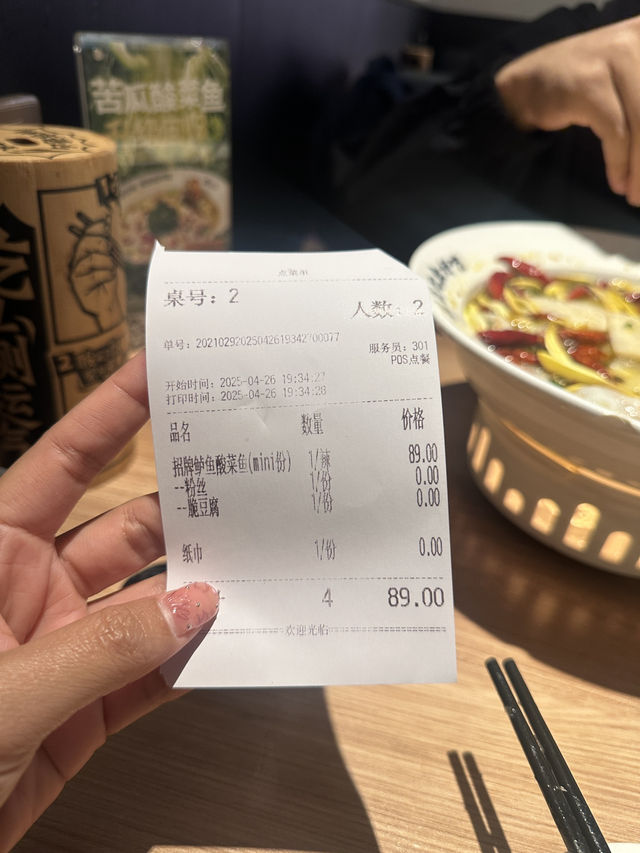 苦瓜酸菜鱼
点菜单
桌号：2
人数：2
单号：20210292025042619342700077
服务员：301
POS点餐
开始时间：2025-04-26 19:34:27
打印时间：2025-04-26 19:34:28
品名 数量 价格
招牌鲈鱼酸菜鱼(mini份) 1/辣 89.00
--粉丝 1/份 0.00
--脆豆腐 1/份 0.00
纸巾 1/份 0.00
4 89.00
欢迎光临